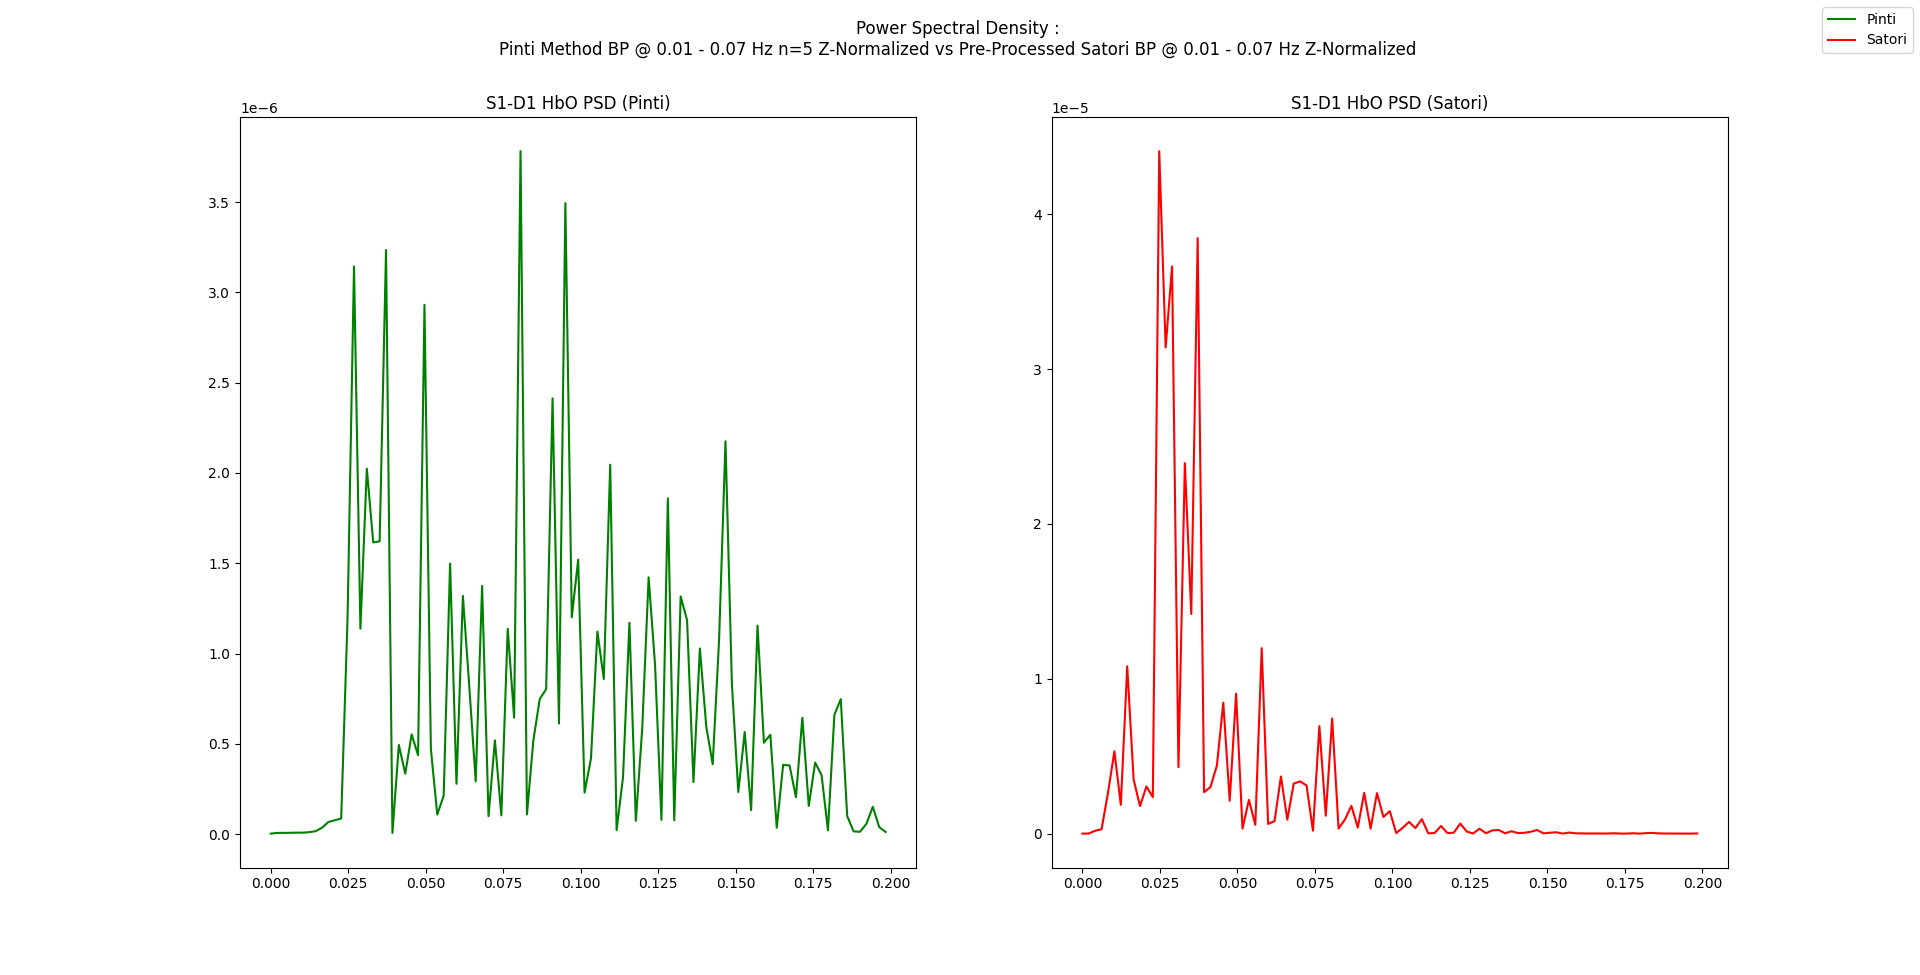 Power Spectral Density :
Pinti Method BP @ 0.01 - 0.07 Hz n=5 Z-Normalized vs Pre-Processed Satori BP @ 0.01 - 0.07 Hz Z-Normalized
Pinti
Satori
S1-D1 HbO PSD (Pinti)
1e−6
3.5
3.0
2.5
2.0
1.5
1.0
0.5
0.0
0.000 0.025 0.050 0.075 0.100 0.125 0.150 0.175 0.200
S1-D1 HbO PSD (Satori)
1e−5
4
3
2
1
0
0.000 0.025 0.050 0.075 0.100 0.125 0.150 0.175 0.200